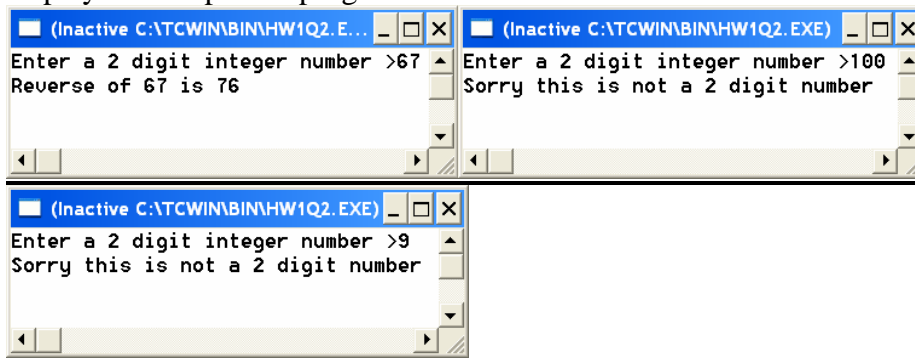 (Inactive C:\TCWIN\BIN\HW1Q2.E...
Enter a 2 digit integer number >67
Reverse of 67 is 76
(Inactive C:\TCWIN\BIN\HW1Q2.EXE)
Enter a 2 digit integer number >100
Sorry this is not a 2 digit number
(Inactive C:\TCWIN\BIN\HW1Q2.EXE)
Enter a 2 digit integer number >9
Sorry this is not a 2 digit number